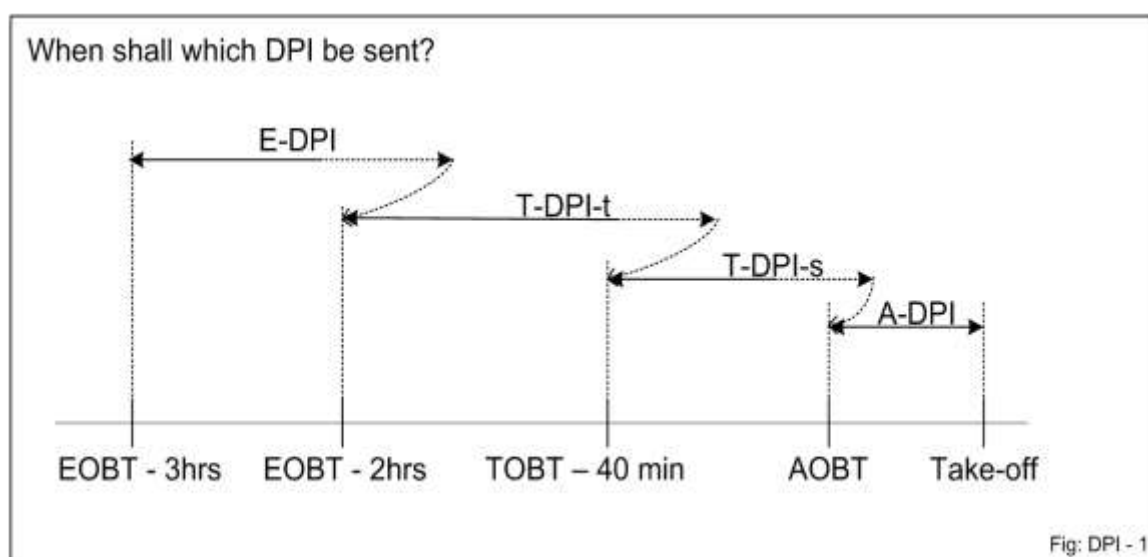 When shall which DPI be sent?
E-DPI
T-DPI-t
T-DPI-s
A-DPI
EOBT - 3hrs EOBT - 2hrs TOBT – 40 min AOBT Take-off
Fig: DPI - 1